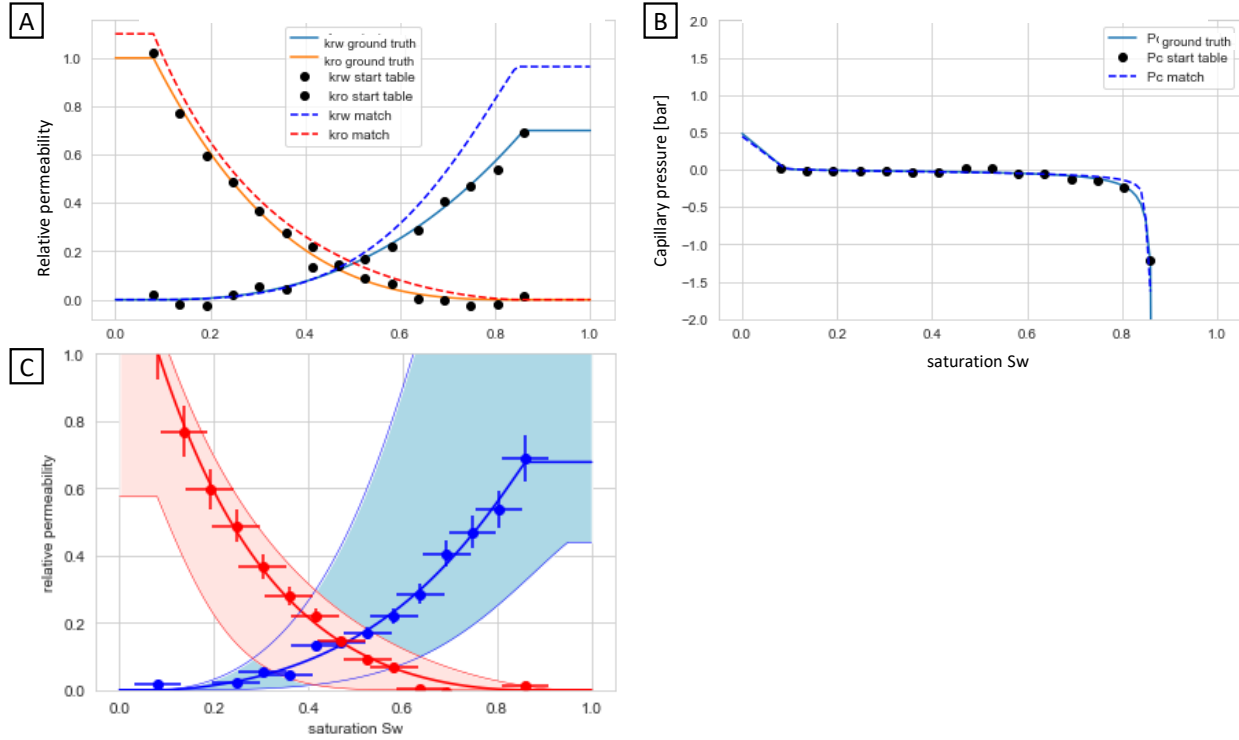 A
krw ground truth
kro ground truth
krw start table
kro start table
krw match
kro match
Relative permeability
1.0
0.8
0.6
0.4
0.2
0.0
0.0
0.2
0.4
0.6
0.8
1.0
B
Pc ground truth
Pc start table
Pc match
Capillary pressure [bar]
2.0
1.5
1.0
0.5
0.0
−0.5
−1.0
−1.5
−2.0
0.0
0.2
0.4
0.6
0.8
1.0
saturation Sw
C
relative permeability
1.0
0.8
0.6
0.4
0.2
0.0
0.0
0.2
0.4
0.6
0.8
1.0
saturation Sw